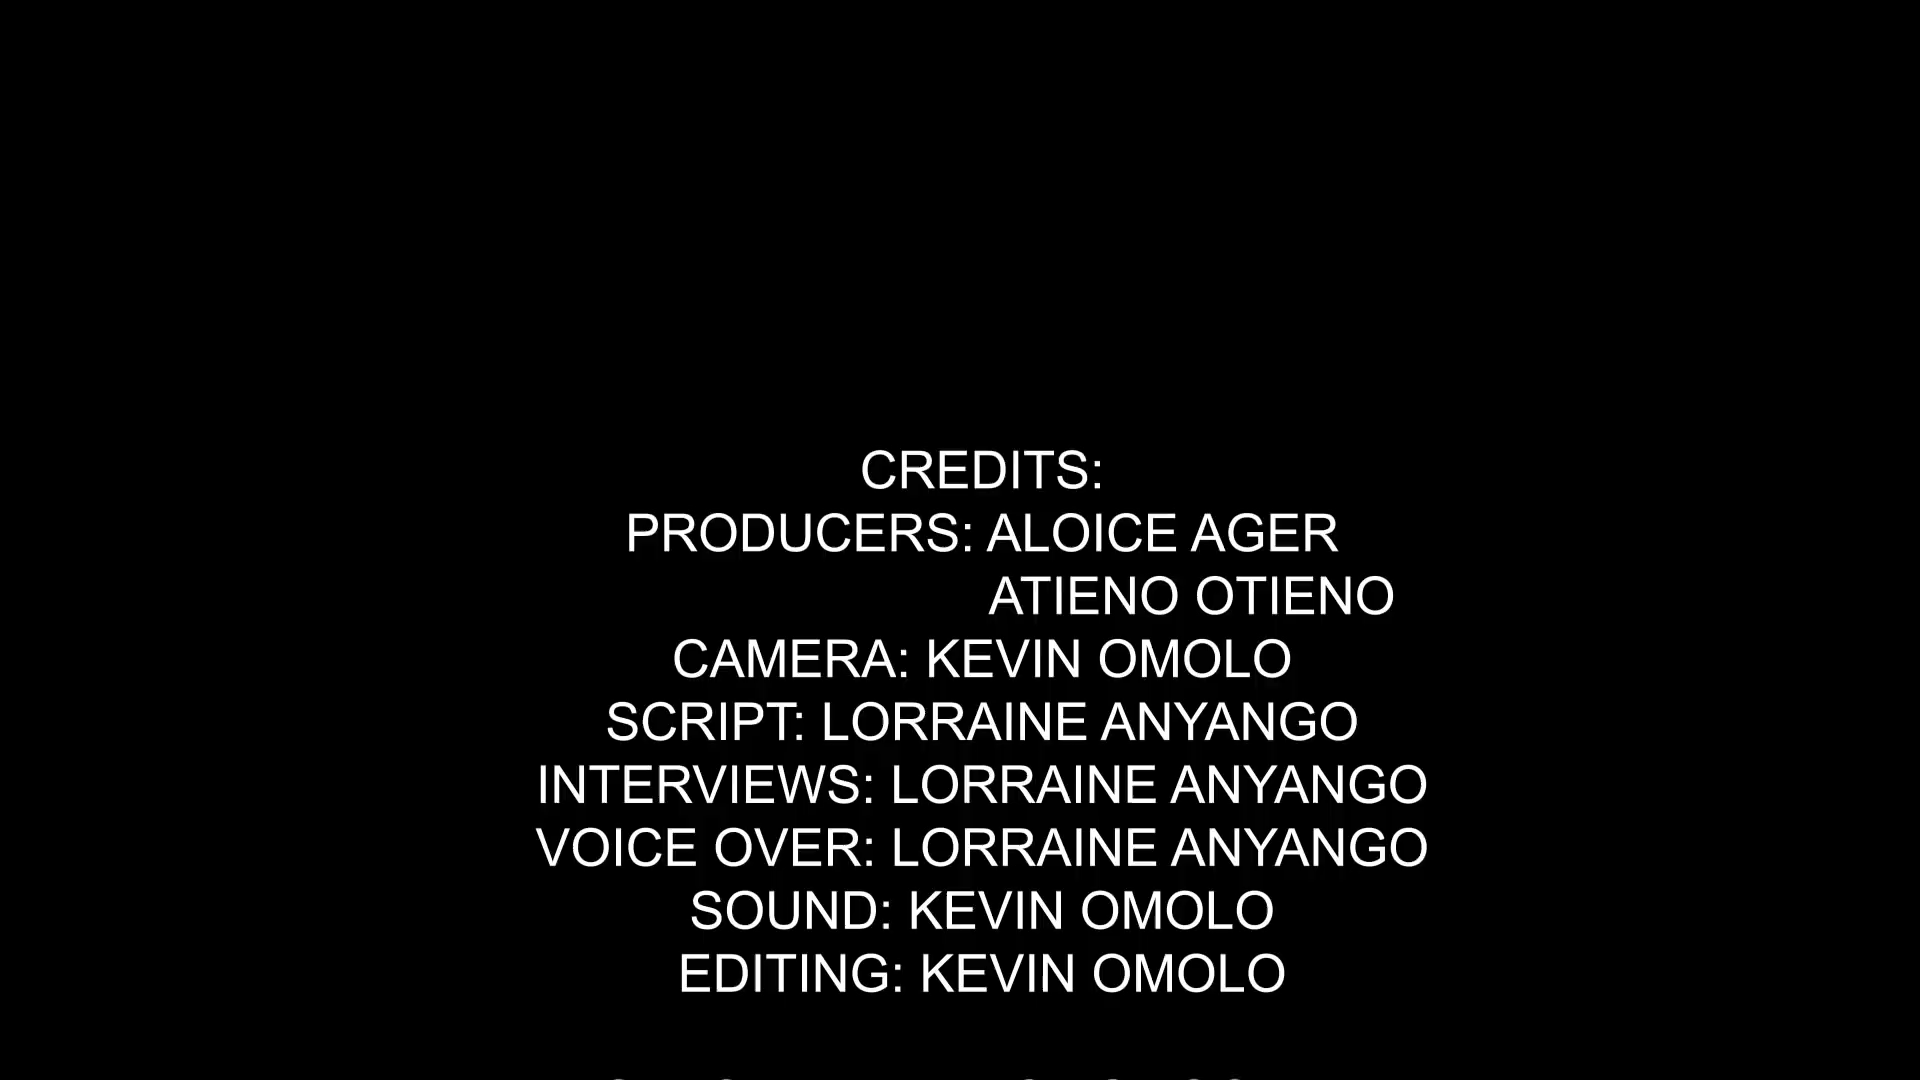 CREDITS:
PRODUCERS: ALOICE AGER
ATIENO OTIENO
CAMERA: KEVIN OMOLO
SCRIPT: LORRAINE ANYANGO
INTERVIEWS: LORRAINE ANYANGO
VOICE OVER: LORRAINE ANYANGO
SOUND: KEVIN OMOLO
EDITING: KEVIN OMOLO